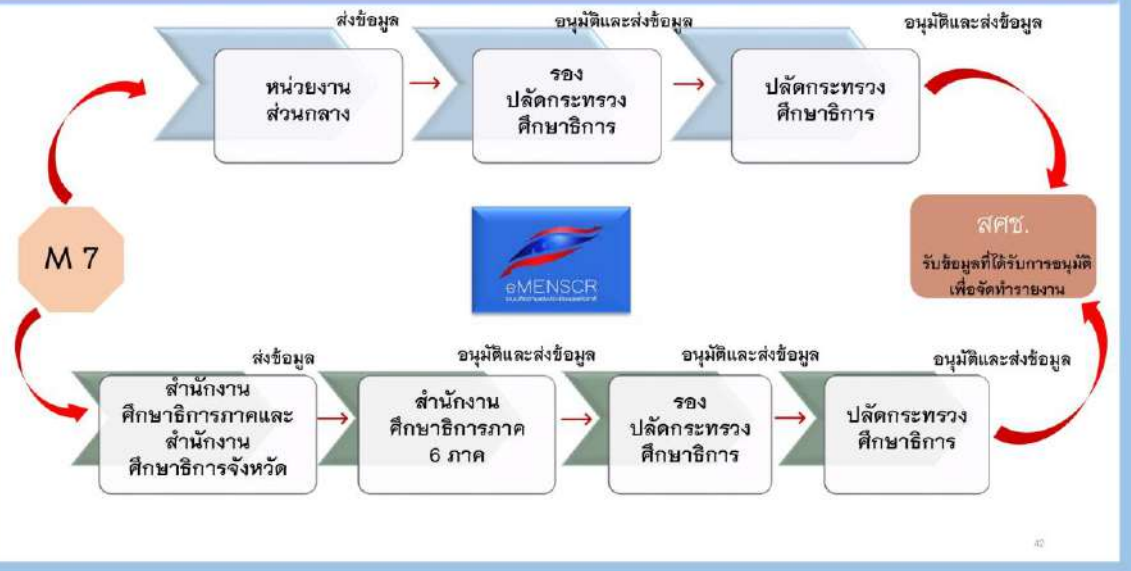 ส่งข้อมูล
อนุมัติและส่งข้อมูล
อนุมัติและส่งข้อมูล
หน่วยงาน
ส่วนกลาง
รอง
ปลัดกระทรวง
ศึกษาธิการ
ปลัดกระทรวง
ศึกษาธิการ
M 7
eMENSCR
สศช.
รับข้อมูลที่ได้รับการอนุมัติ
เพื่อจัดทำรายงาน
ส่งข้อมูล
อนุมัติและส่งข้อมูล
อนุมัติและส่งข้อมูล
อนุมัติและส่งข้อมูล
สำนักงาน
ศึกษาธิการภาคและ
สำนักงาน
ศึกษาธิการจังหวัด
สำนักงาน
ศึกษาธิการภาค
6 ภาค
รอง
ปลัดกระทรวง
ศึกษาธิการ
ปลัดกระทรวง
ศึกษาธิการ
42